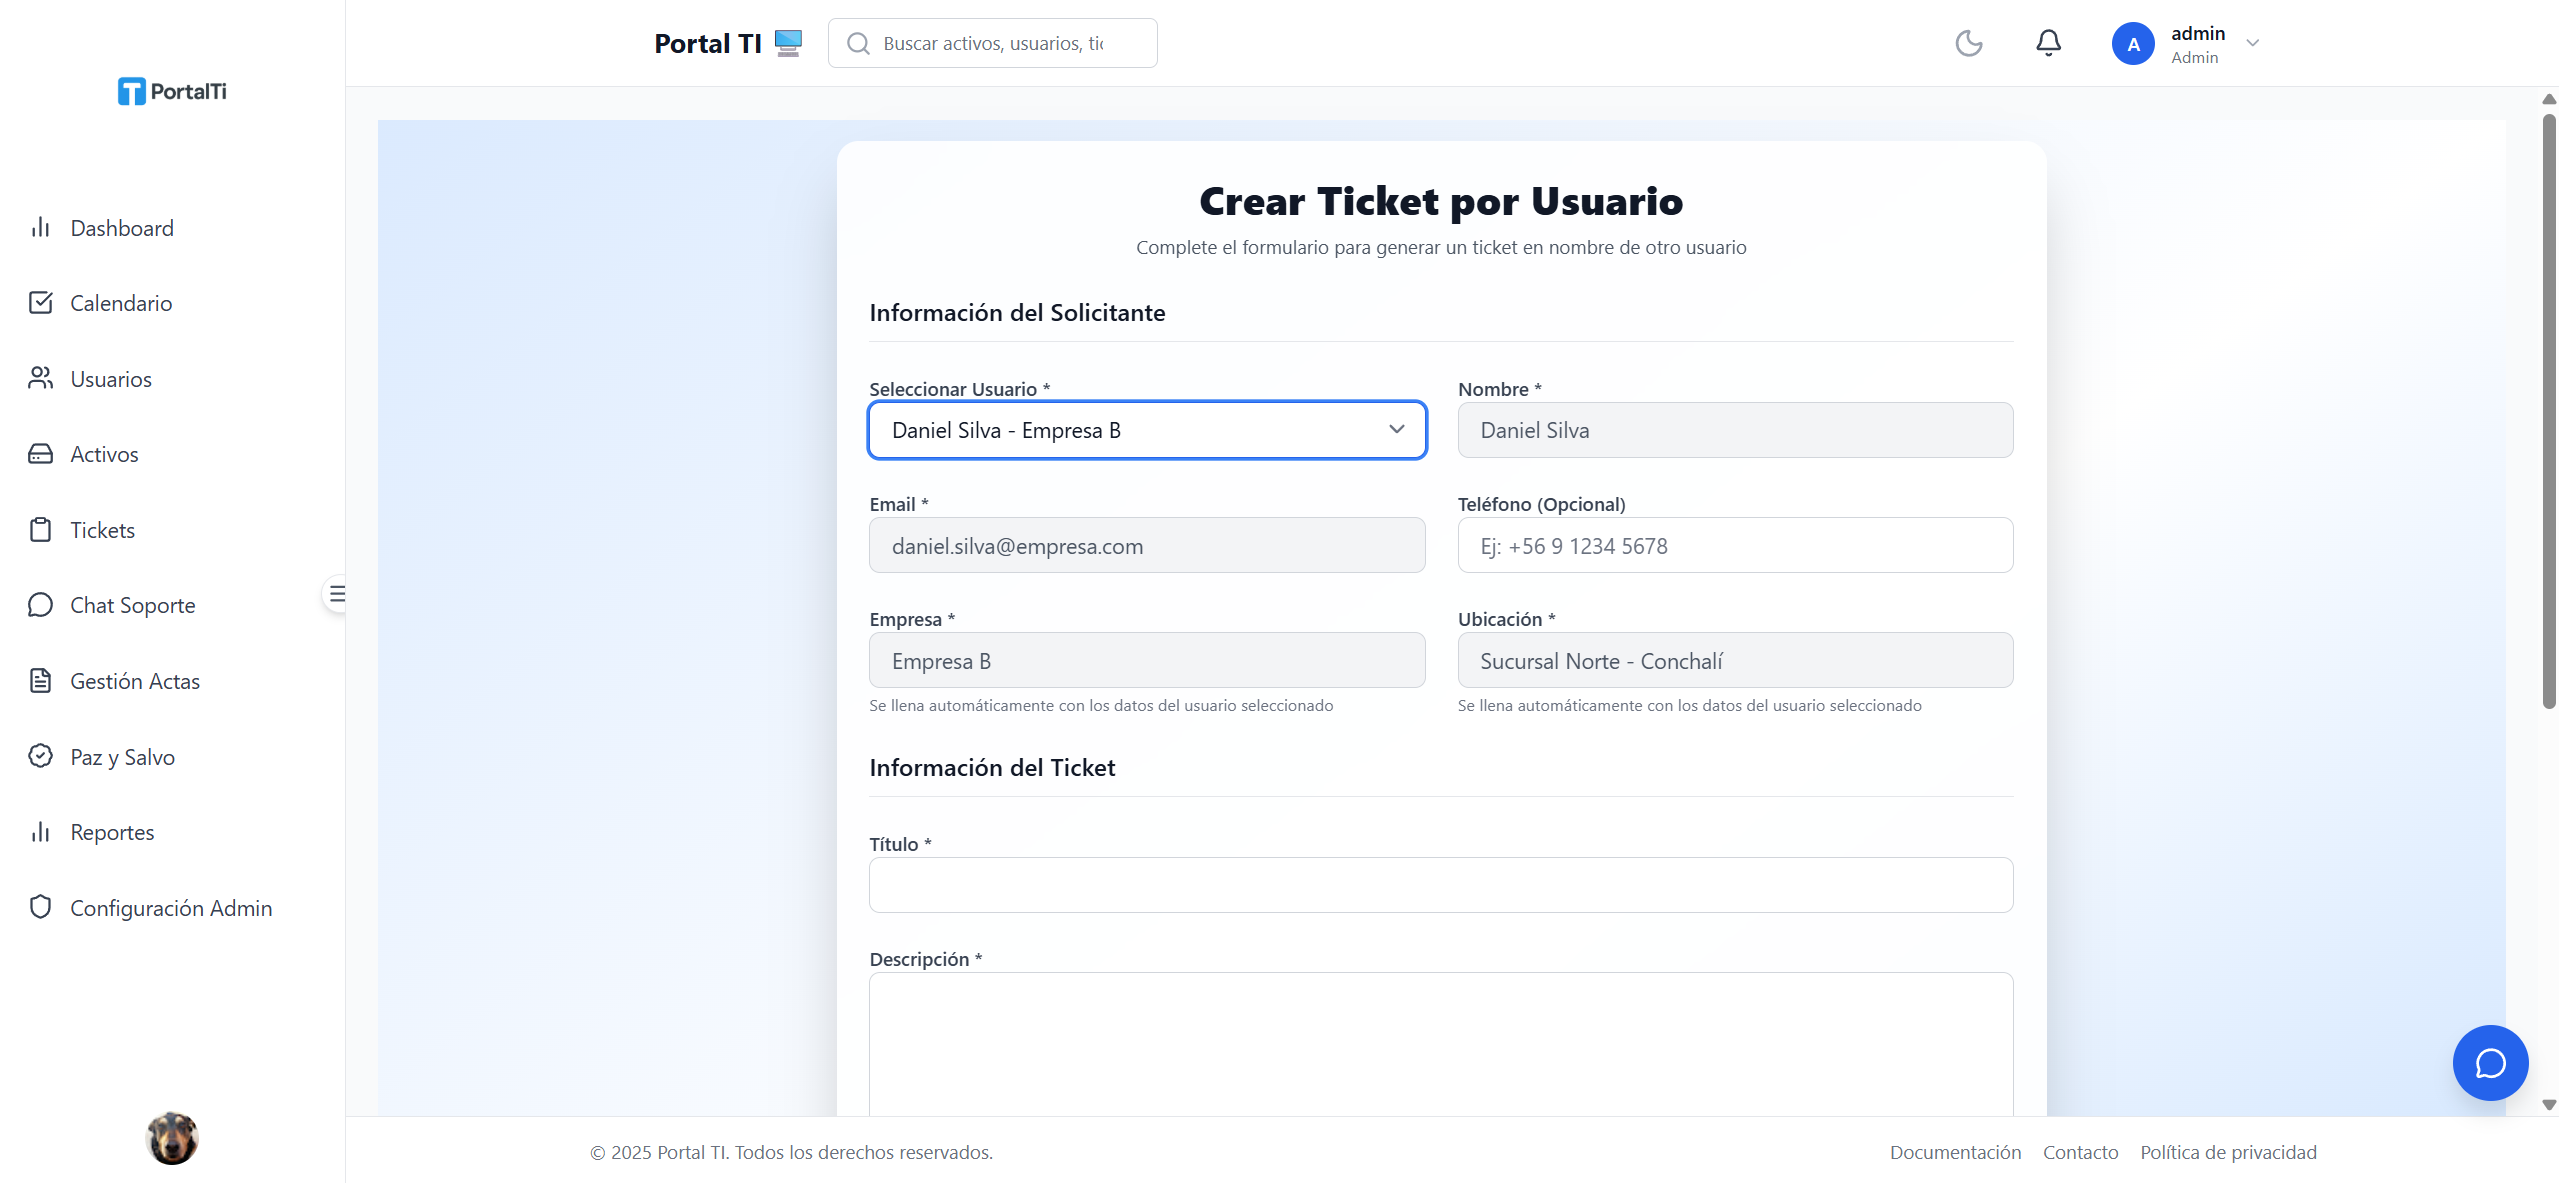 PortalTi
Dashboard
Calendario
Usuarios
Activos
Tickets
Chat Soporte
Gestión Actas
Paz y Salvo
Reportes
Configuración Admin
Portal TI
Buscar activos, usuarios, tic
A
admin
Admin
Crear Ticket por Usuario
Complete el formulario para generar un ticket en nombre de otro usuario
Información del Solicitante
Seleccionar Usuario *
Daniel Silva - Empresa B
Nombre *
Daniel Silva
Email *
daniel.silva@empresa.com
Teléfono (Opcional)
Ej: +56 9 1234 5678
Empresa *
Empresa B
Se llena automáticamente con los datos del usuario seleccionado
Ubicación *
Sucursal Norte - Conchalí
Se llena automáticamente con los datos del usuario seleccionado
Información del Ticket
Título *
Descripción *
© 2025 Portal TI. Todos los derechos reservados.
Documentación
Contacto
Política de privacidad